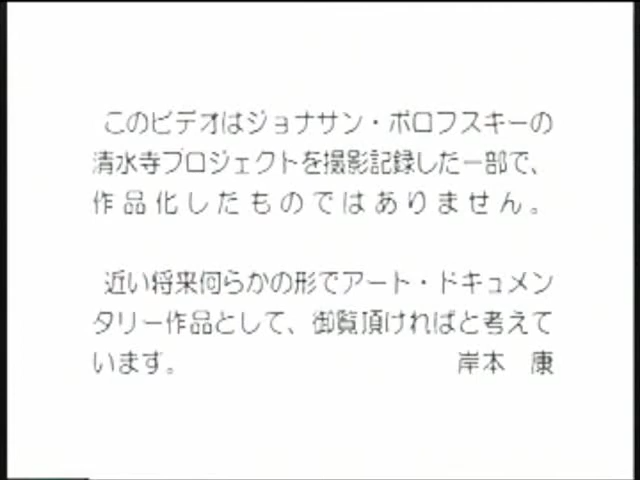 このビデオはジョナサン・ボロフスキーの
清水寺プロジェクトを撮影記録した一部で、
作品化したものではありません。
近い将来何らかの形でアート・ドキュメン
タリー作品として、御覧頂ければと考えて
います。 岸本 康